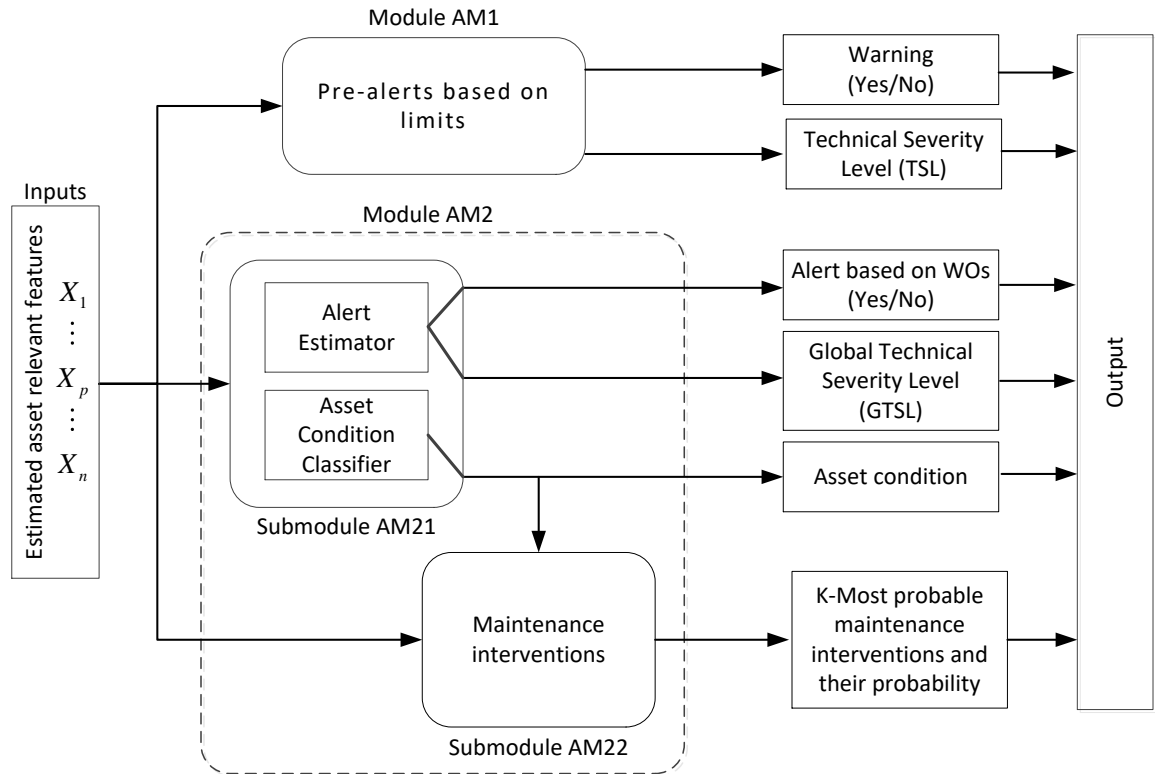 Module AM1
Pre-alerts based on
limits
Warning
(Yes/No)
Technical Severity
Level (TSL)
Inputs
Estimated asset relevant features
X1
⋮
Xp
⋮
Xn
Module AM2
Alert
Estimator
Asset
Condition
Classifier
Submodule AM21
Alert based on WOs
(Yes/No)
Global Technical
Severity Level
(GTSL)
Asset condition
Maintenance
interventions
Submodule AM22
K-Most probable
maintenance
interventions and
their probability
Output